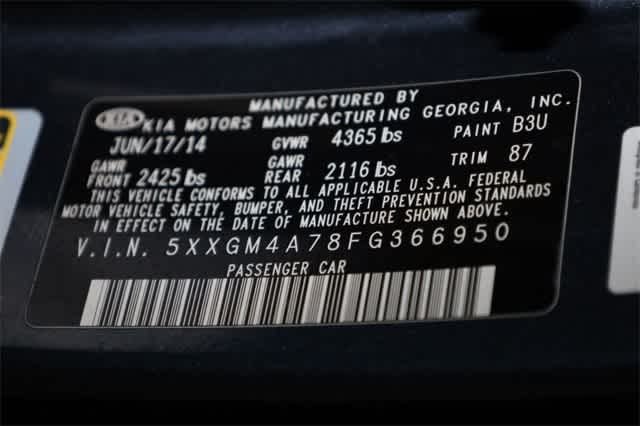 MANUFACTURED BY
KIA KIA MOTORS MANUFACTURING GEORGIA, INC.
JUN/17/14 GVWR 4365 lbs PAINT B3U
GAWR FRONT 2425 lbs GAWR REAR 2116 lbs TRIM 87
THIS VEHICLE CONFORMS TO ALL APPLICABLE U.S.A. FEDERAL
MOTOR VEHICLE SAFETY, BUMPER, AND THEFT PREVENTION STANDARDS
IN EFFECT ON THE DATE OF MANUFACTURE SHOWN ABOVE.
V.I.N. 5XXGM4A78FG366950
PASSENGER CAR